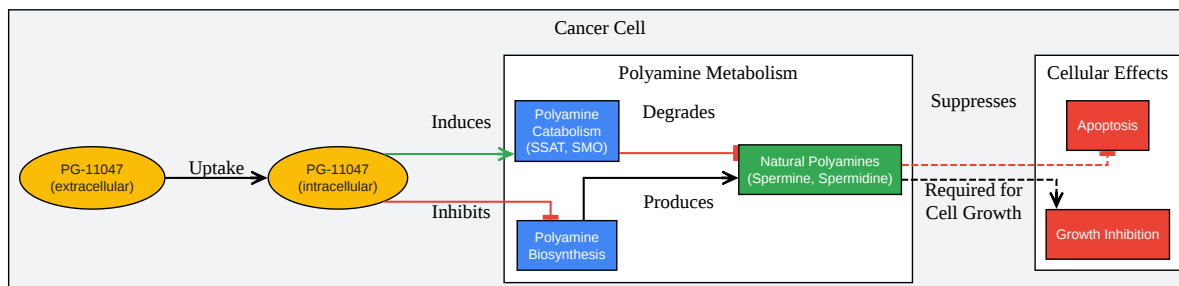 Cancer Cell
Polyamine Metabolism
Cellular Effects
PG-11047
(extracellular)
Uptake
PG-11047
(intracellular)
Induces
Inhibits
Polyamine
Catabolism
(SSAT, SMO)
Degrades
Polyamine
Biosynthesis
Produces
Natural Polyamines
(Spermine, Spermidine)
Suppresses
Required for
Cell Growth
Apoptosis
Growth Inhibition